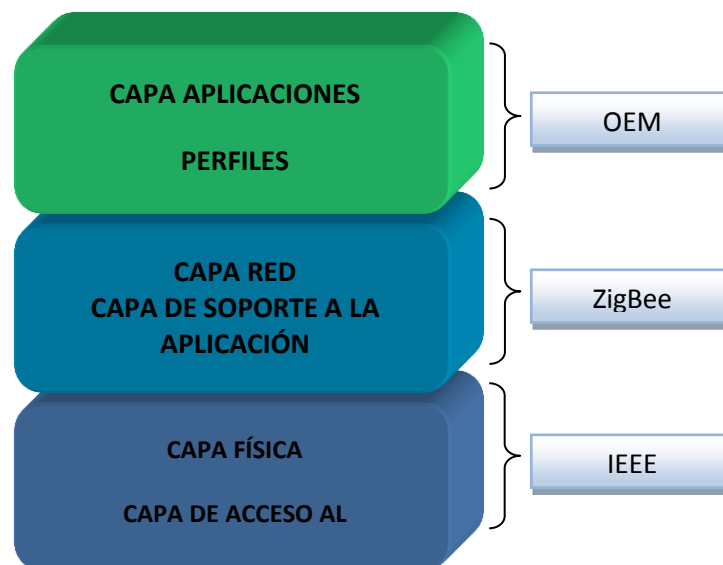 CAPA APLICACIONES
PERFILES
OEM
CAPA RED
CAPA DE SOPORTE A LA
APLICACIÓN
ZigBee
CAPA FÍSICA
CAPA DE ACCESO AL
IEEE